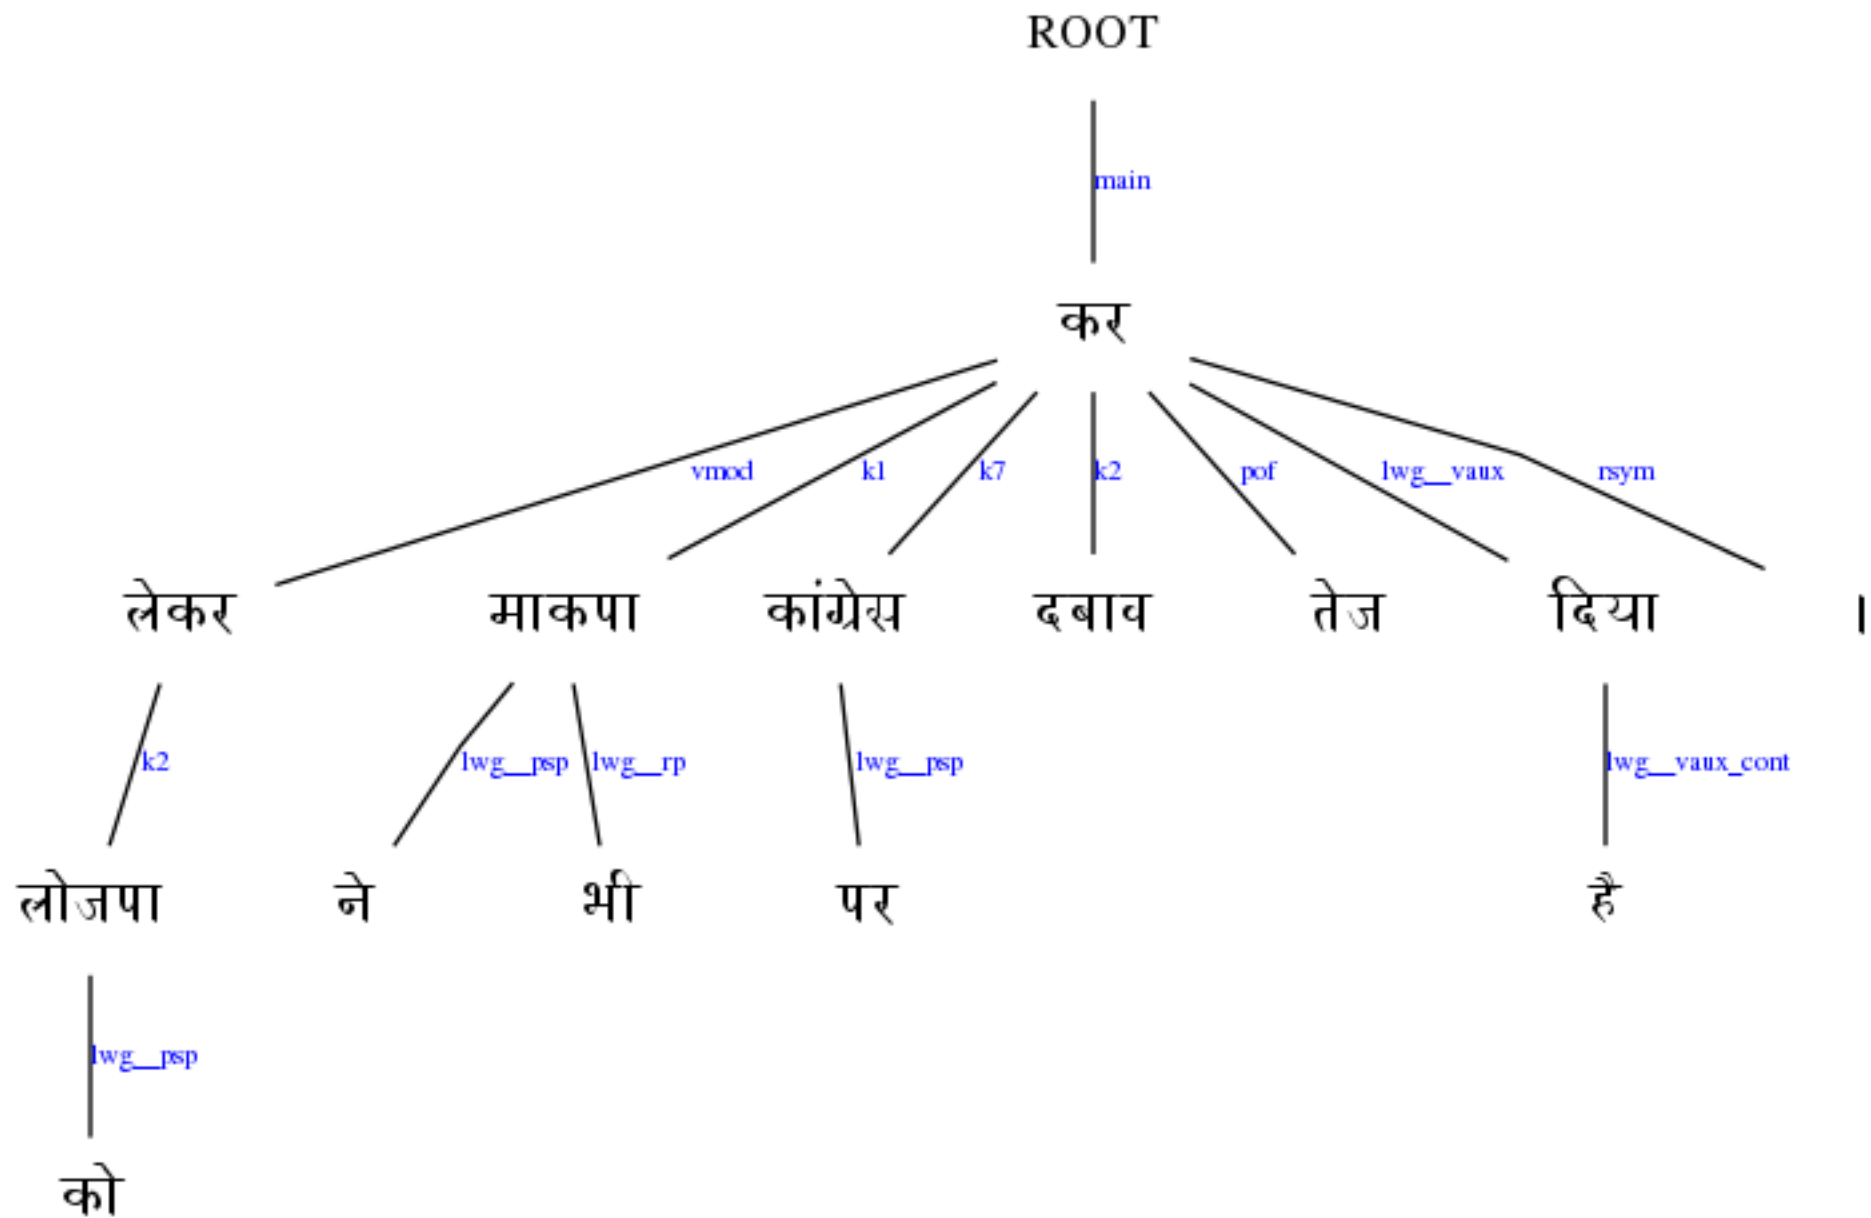 ROOT
main
कर
vmod k1 k7 k2 pof lwg__vaux rsym
लेकर माकपा कांग्रेस दबाव तेज दिया ।
k2 lwg__psp lwg__rp lwg__psp lwg__vaux_cont
लोजपा ने भी पर है
lwg__psp
को